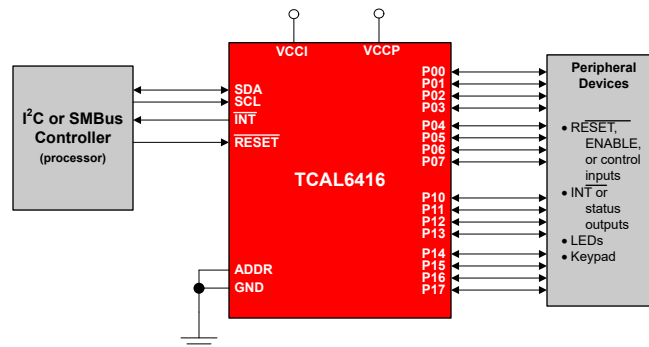 VCCI
VCCP
I²C or SMBus
Controller
(processor)
SDA
SCL
INT
RESET
TCAL6416
ADDR
GND
P00
P01
P02
P03
P04
P05
P06
P07
P10
P11
P12
P13
P14
P15
P16
P17
Peripheral
Devices
• RESET,
ENABLE,
or control
inputs
• INT or
status
outputs
• LEDs
• Keypad